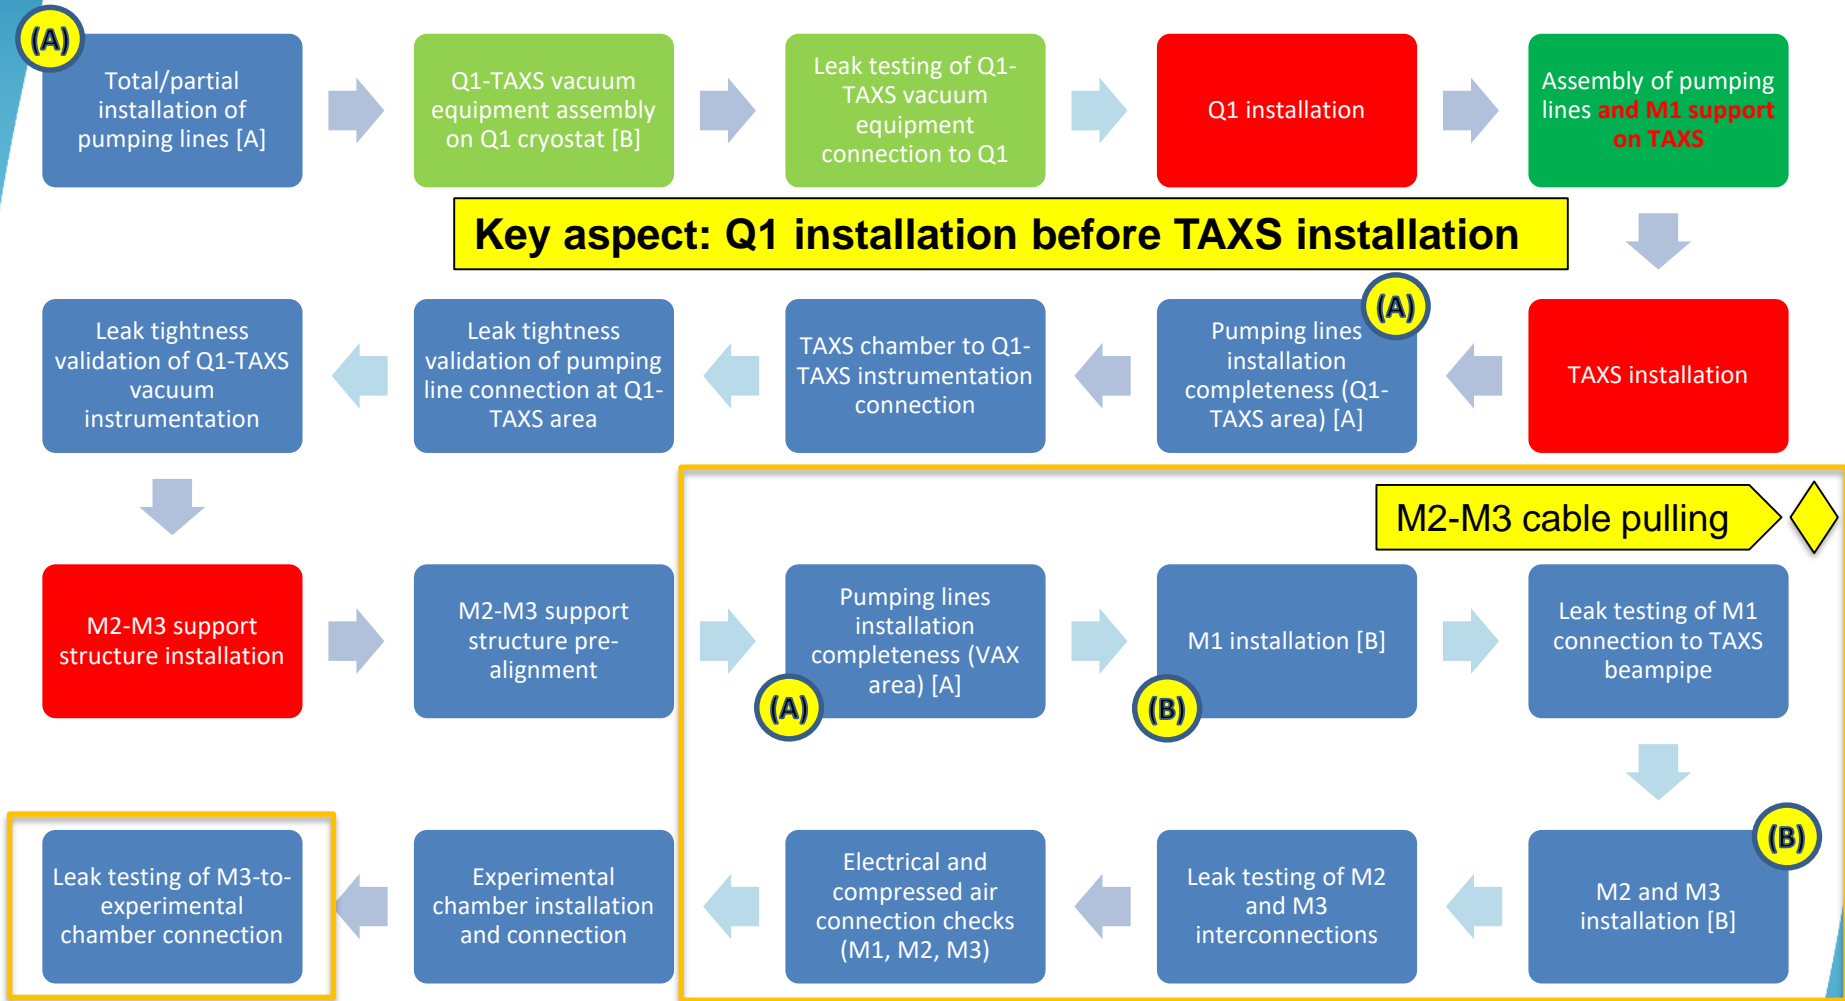 (A)
Total/partial
installation of
pumping lines [A]
Q1-TAXS vacuum
equipment assembly
on Q1 cryostat [B]
Leak testing of Q1-
TAXS vacuum
equipment
connection to Q1
Q1 installation
Assembly of pumping
lines and M1 support
on TAXS
Key aspect: Q1 installation before TAXS installation
TAXS installation
(A)
Pumping lines
installation
completeness (Q1-
TAXS area) [A]
TAXS chamber to Q1-
TAXS instrumentation
connection
Leak tightness
validation of pumping
line connection at Q1-
TAXS area
Leak tightness
validation of Q1-TAXS
vacuum
instrumentation
M2-M3 cable pulling
M2-M3 support
structure installation
M2-M3 support
structure pre-
alignment
Pumping lines
installation
completeness (VAX
area) [A]
(A)
M1 installation [B]
(B)
Leak testing of M1
connection to TAXS
beampipe
(B)
M2 and M3
installation [B]
Leak testing of M2
and M3
interconnections
Electrical and
compressed air
connection checks
(M1, M2, M3)
Experimental
chamber installation
and connection
Leak testing of M3-to-
experimental
chamber connection